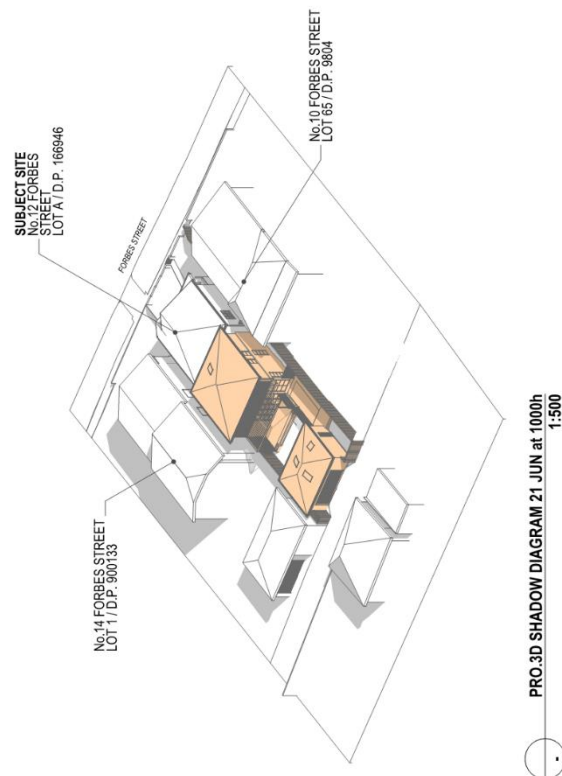 SUBJECT SITE
No.12 FORBES
STREET
LOT A / D.P. 166946
FORBES STREET
No.10 FORBES STREET
LOT 65 / D.P. 9804
No.14 FORBES STREET
LOT 1 / D.P. 900133
PRO.3D SHADOW DIAGRAM 21 JUN at 1000h
1:500
-